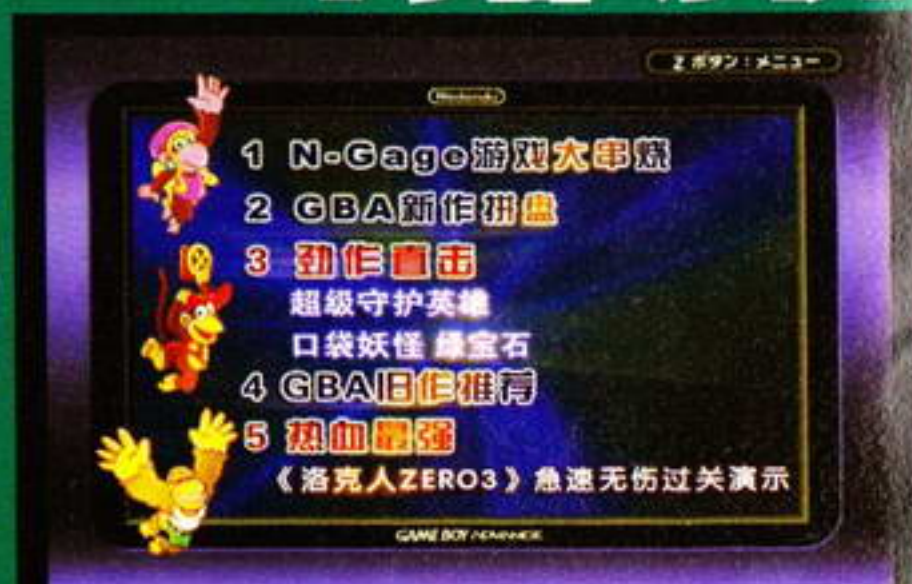 Zボタン：メニュー
Nintendo
1 N-Gage游戏大串烧
2 GBA新作拼盘
3 劲作直击
超级守护英雄
口袋妖怪 绿宝石
4 GBA旧作推荐
5 热血最强
《洛克人ZERO3》急速无伤过关演示
GAME BOY ADVANCE